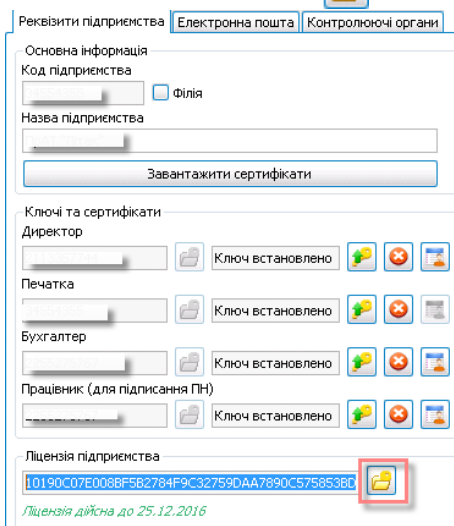 Реквізити підприємства Електронна пошта Контролюючі органи
Основна інформація
Код підприємства
Філія
Назва підприємства
Завантажити сертифікати
Ключі та сертифікати
Директор
Ключ встановлено
Печатка
Ключ встановлено
Бухгалтер
Ключ встановлено
Працівник (для підписання ПН)
Ключ встановлено
Ліцензія підприємства
10190C07E008BF5B2784F9C32759DAA7890C575853BD
Ліцензія дійсна до 25.12.2016